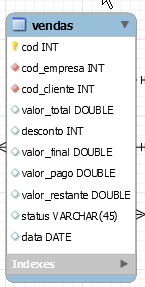 vendas
cod INT
cod_empresa INT
cod_cliente INT
valor_total DOUBLE
desconto INT
valor_final DOUBLE
valor_pago DOUBLE
valor_restante DOUBLE
status VARCHAR(45)
data DATE
Indexes